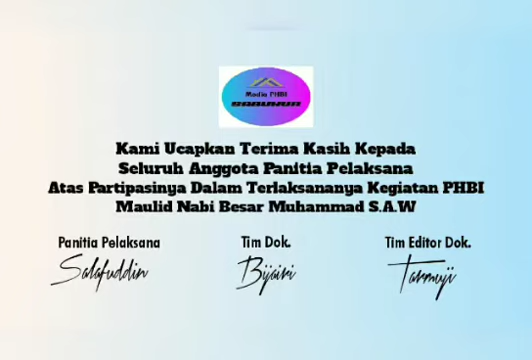 Media PHBI
Kami Ucapkan Terima Kasih Kepada
Seluruh Anggota Panitia Pelaksana
Atas Partipasinya Dalam Terlaksananya Kegiatan PHBI
Maulid Nabi Besar Muhammad S.A.W
Panitia Pelaksana Tim Dok. Tim Editor Dok.
Salafuddin Bijairi Tarmuji